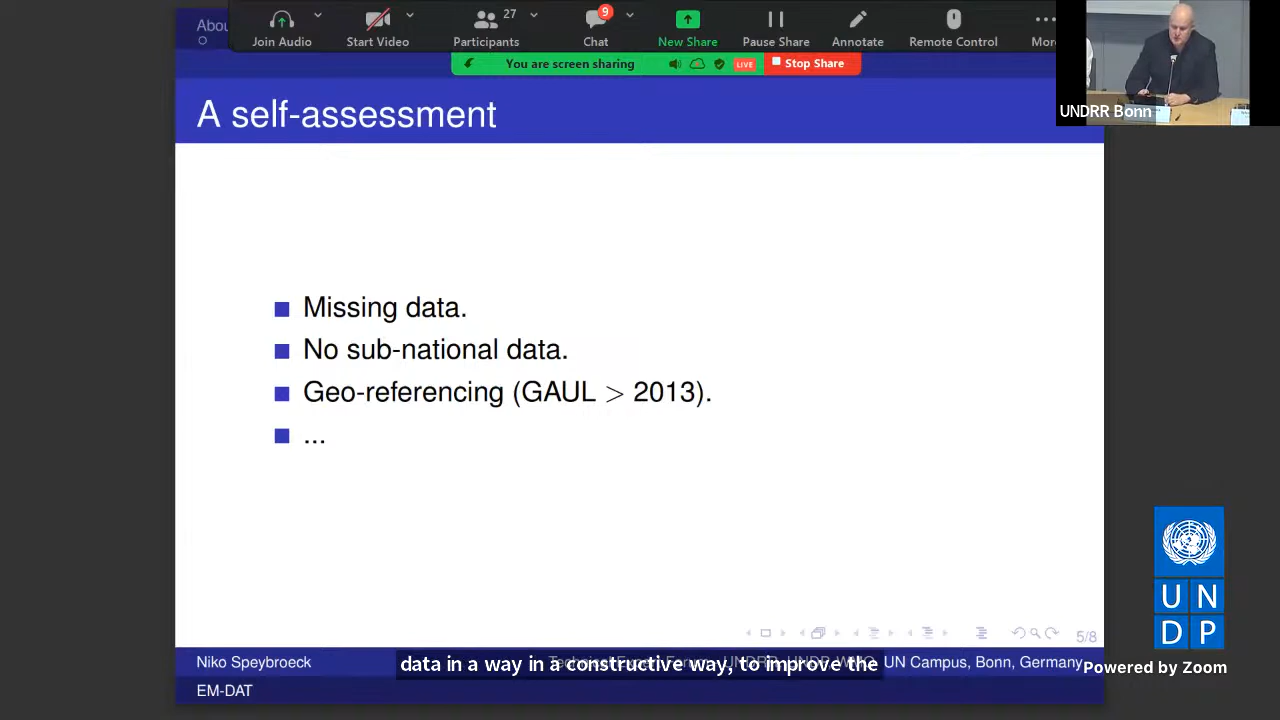 Abou
Join Audio
Start Video
27
Participants
9
Chat
New Share
Pause Share
Annotate
Remote Control
More
You are screen sharing
LIVE
Stop Share
UNDRR Bonn
A self-assessment
Missing data.
No sub-national data.
Geo-referencing (GAUL > 2013).
...
5/8
Niko Speybroeck
UN Campus, Bonn, Germany
data in a way in a constructive way, to improve the
EM-DAT
U N
D P
Powered by Zoom